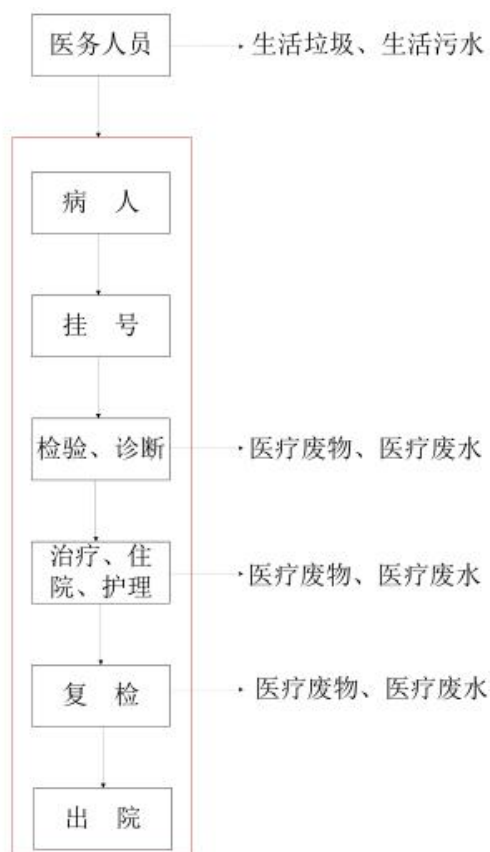 医务人员
生活垃圾、生活污水
病 人
挂 号
检验、诊断
医疗废物、医疗废水
治疗、住
院、护理
医疗废物、医疗废水
复 检
医疗废物、医疗废水
出 院